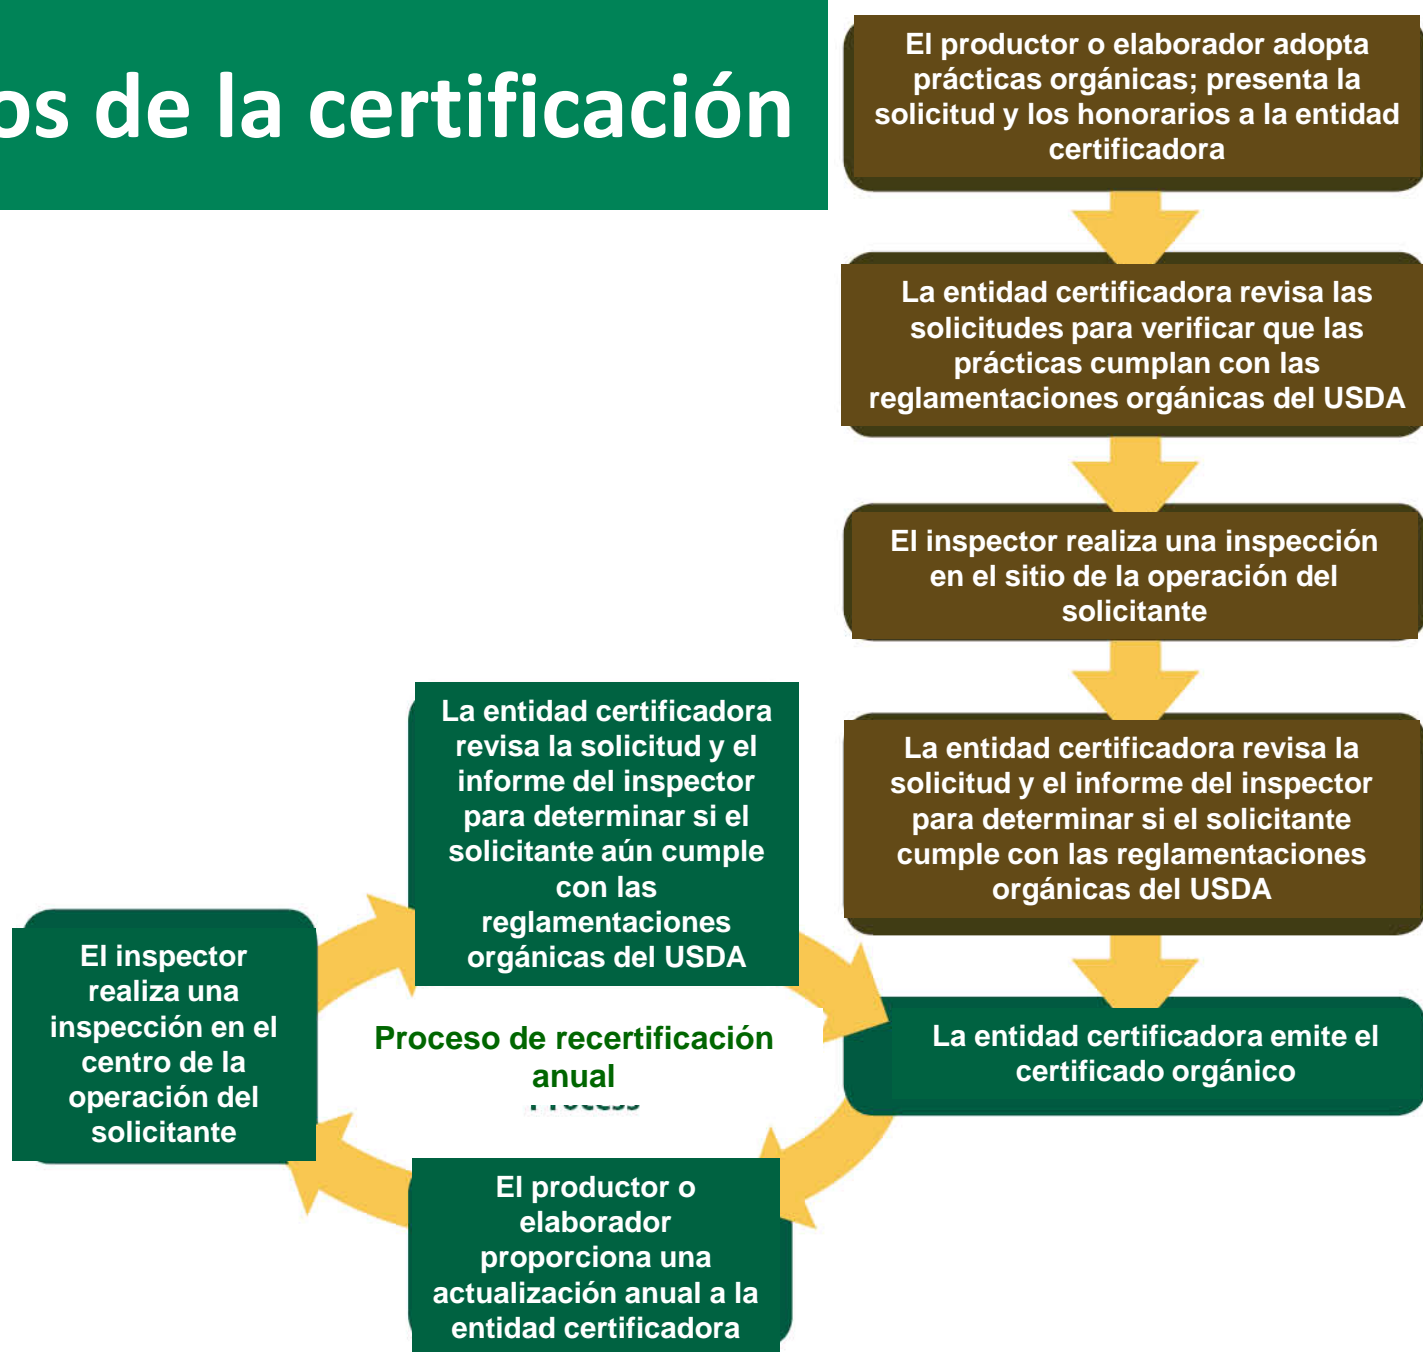 os de la certificación
El productor o elaborador adopta
prácticas orgánicas; presenta la
solicitud y los honorarios a la entidad
certificadora
La entidad certificadora revisa las
solicitudes para verificar que las
prácticas cumplan con las
reglamentaciones orgánicas del USDA
El inspector realiza una inspección
en el sitio de la operación del
solicitante
La entidad certificadora revisa la
solicitud y el informe del inspector
para determinar si el solicitante
cumple con las reglamentaciones
orgánicas del USDA
La entidad certificadora emite el
certificado orgánico
El productor o
elaborador
proporciona una
actualización anual a la
entidad certificadora
El inspector
realiza una
inspección en el
centro de la
operación del
solicitante
La entidad certificadora
revisa la solicitud y el
informe del inspector
para determinar si el
solicitante aún cumple
con las
reglamentaciones
orgánicas del USDA
Proceso de recertificación
anual